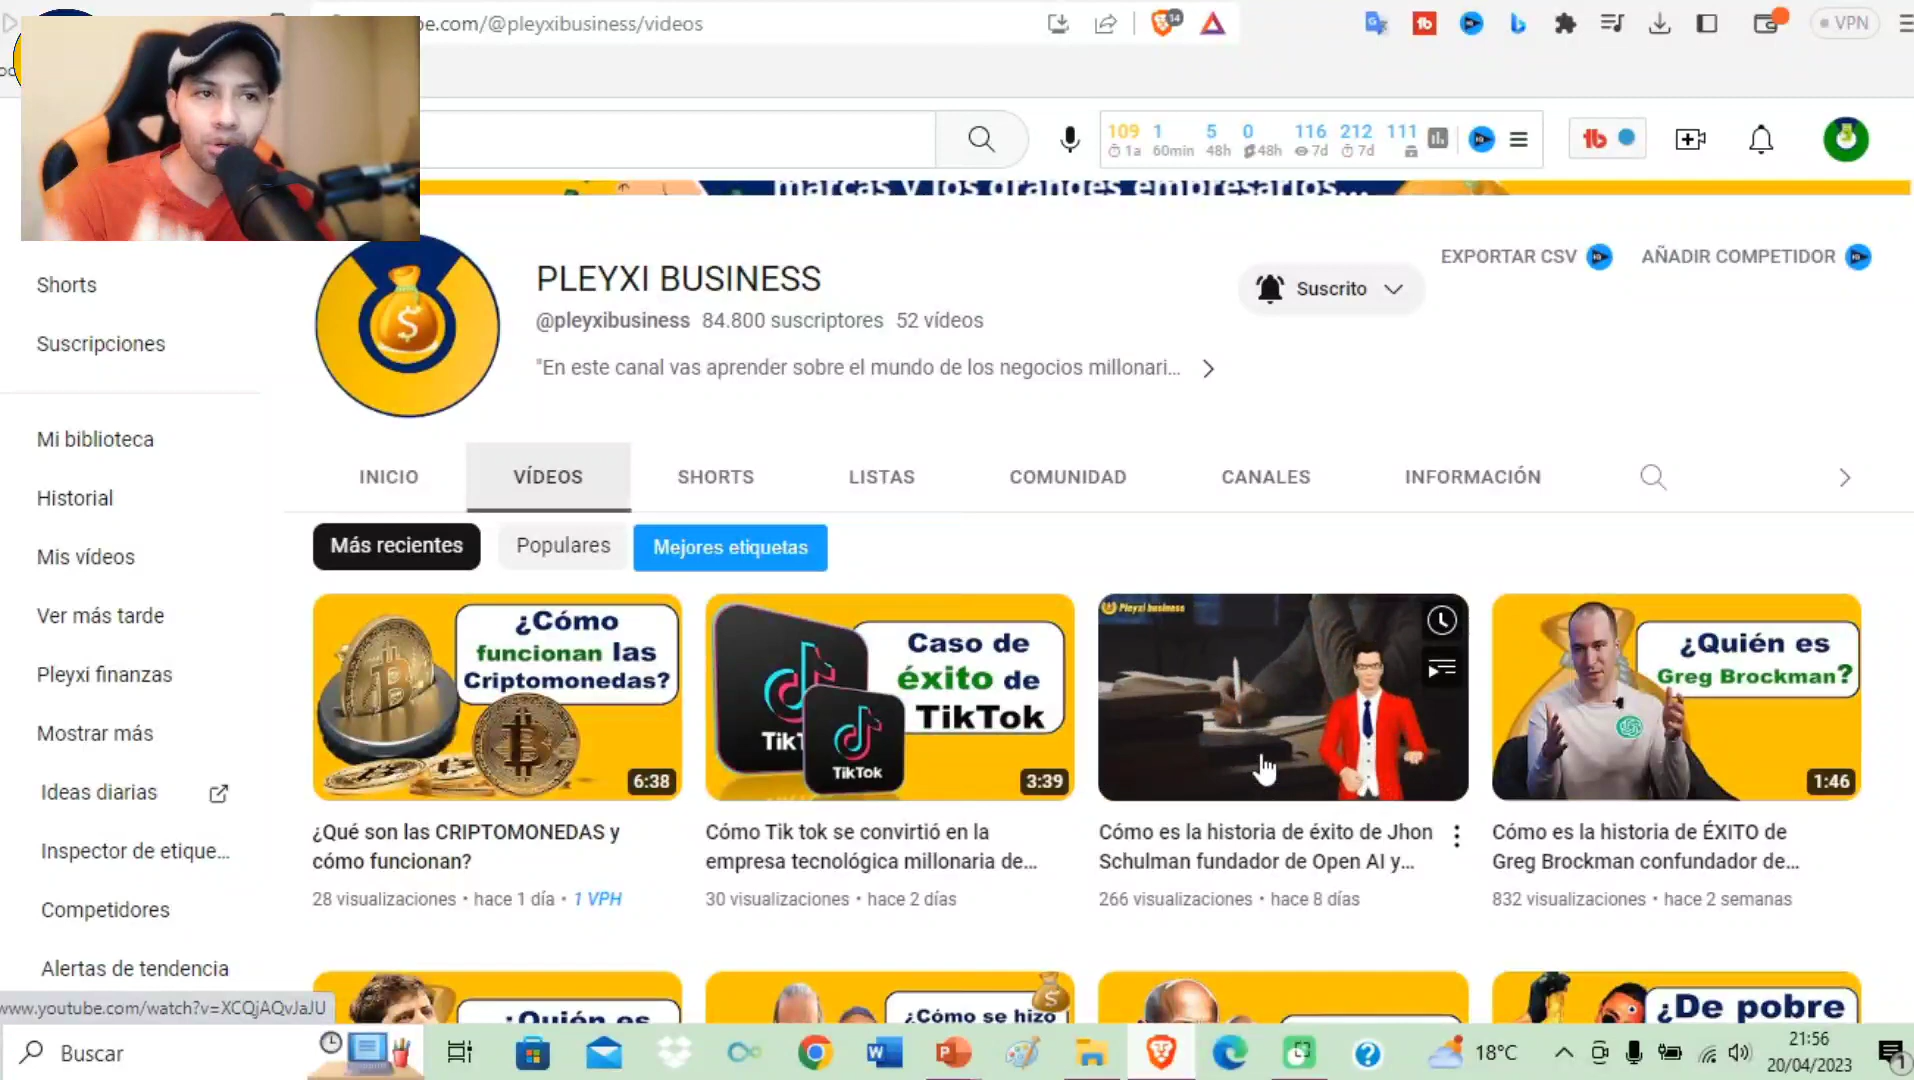 be.com/@pleyxibusiness/videos
14
VPN
109 1 5 0 116 212 111
1a 60min 48h 48h 7d 7d
marcas y los grandes empresarios...
PLEYXI BUSINESS
@pleyxibusiness 84.800 suscriptores 52 vídeos
"En este canal vas aprender sobre el mundo de los negocios millonari...
Suscrito
EXPORTAR CSV
AÑADIR COMPETIDOR
Shorts
Suscripciones
Mi biblioteca
Historial
Mis vídeos
Ver más tarde
Pleyxi finanzas
Mostrar más
Ideas diarias
Inspector de etique...
Competidores
Alertas de tendencia
INICIO VÍDEOS SHORTS LISTAS COMUNIDAD CANALES INFORMACIÓN
Más recientes Populares Mejores etiquetas
¿Cómo
funcionan las
Criptomonedas?
6:38
¿Qué son las CRIPTOMONEDAS y
cómo funcionan?
28 visualizaciones • hace 1 día • 1 VPH
Caso de
éxito de
TikTok
TikT
TikTok
3:39
Cómo Tik tok se convirtió en la
empresa tecnológica millonaria de...
30 visualizaciones • hace 2 días
Pleyxi business
Cómo es la historia de éxito de Jhon
Schulman fundador de Open AI y...
266 visualizaciones • hace 8 días
¿Quién es
Greg Brockman?
1:46
Cómo es la historia de ÉXITO de
Greg Brockman confundador de...
832 visualizaciones • hace 2 semanas
¿Quién es
¿Cómo se hizo
¿De pobre
www.youtube.com/watch?v=XCQjAQvJaJU
Buscar
18°C
21:56
20/04/2023
1